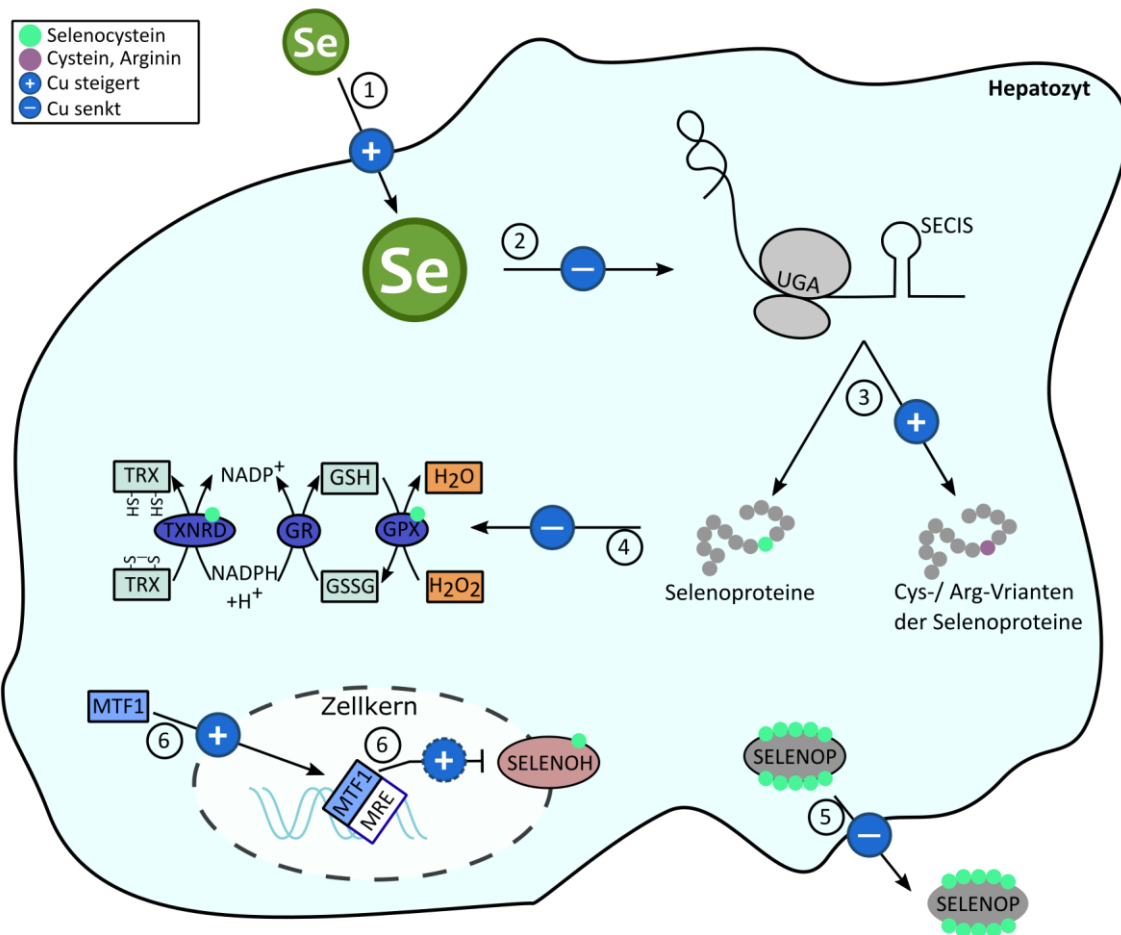 Selenocystein
Cystein, Arginin
+ Cu steigert
− Cu senkt
Se
1
+
Hepatozyt
Se
2
−
UGA
SECIS
3
+
TRX
-SH
-SH
NADP+
GSH
H2O
TXNRD
GR
GPX
S–S
TRX
NADPH
+H+
GSSG
H2O2
−
4
Selenoproteine
Cys-/ Arg-Vrianten
der Selenoproteine
MTF1
6
+
Zellkern
6
+
MTF1
MRE
SELENOH
SELENOP
5
−
SELENOP